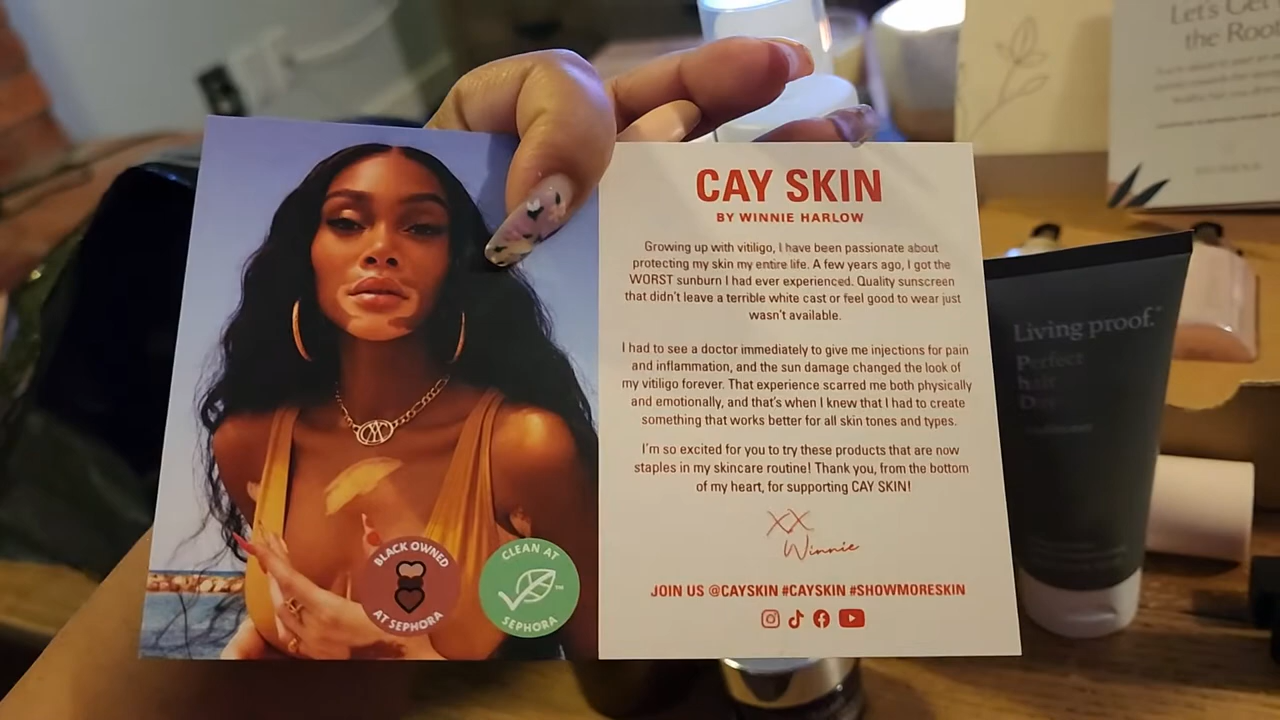 BLACK OWNED
AT SEPHORA
CLEAN AT
SEPHORA
CAY SKIN
BY WINNIE HARLOW
Growing up with vitiligo, I have been passionate about
protecting my skin my entire life. A few years ago, I got the
WORST sunburn I had ever experienced. Quality sunscreen
that didn't leave a terrible white cast or feel good to wear just
wasn't available.
I had to see a doctor immediately to give me injections for pain
and inflammation, and the sun damage changed the look of
my vitiligo forever. That experience scarred me both physically
and emotionally, and that's when I knew that I had to create
something that works better for all skin tones and types.
I'm so excited for you to try these products that are now
staples in my skincare routine! Thank you, from the bottom
of my heart, for supporting CAY SKIN!
XX
Winnie
JOIN US @CAYSKIN #CAYSKIN #SHOWMORESKIN
Let's Get
the Roo
Living proof.
Perfect
hair